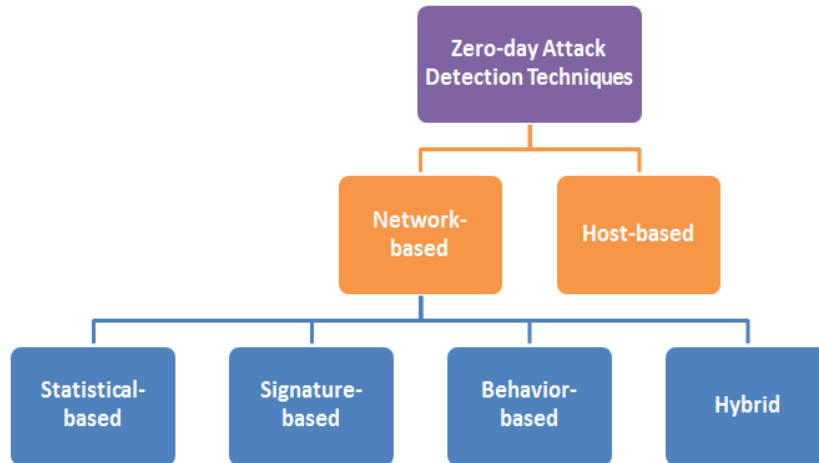 Zero-day Attack
Detection Techniques
Network-
based
Host-based
Statistical-
based
Signature-
based
Behavior-
based
Hybrid